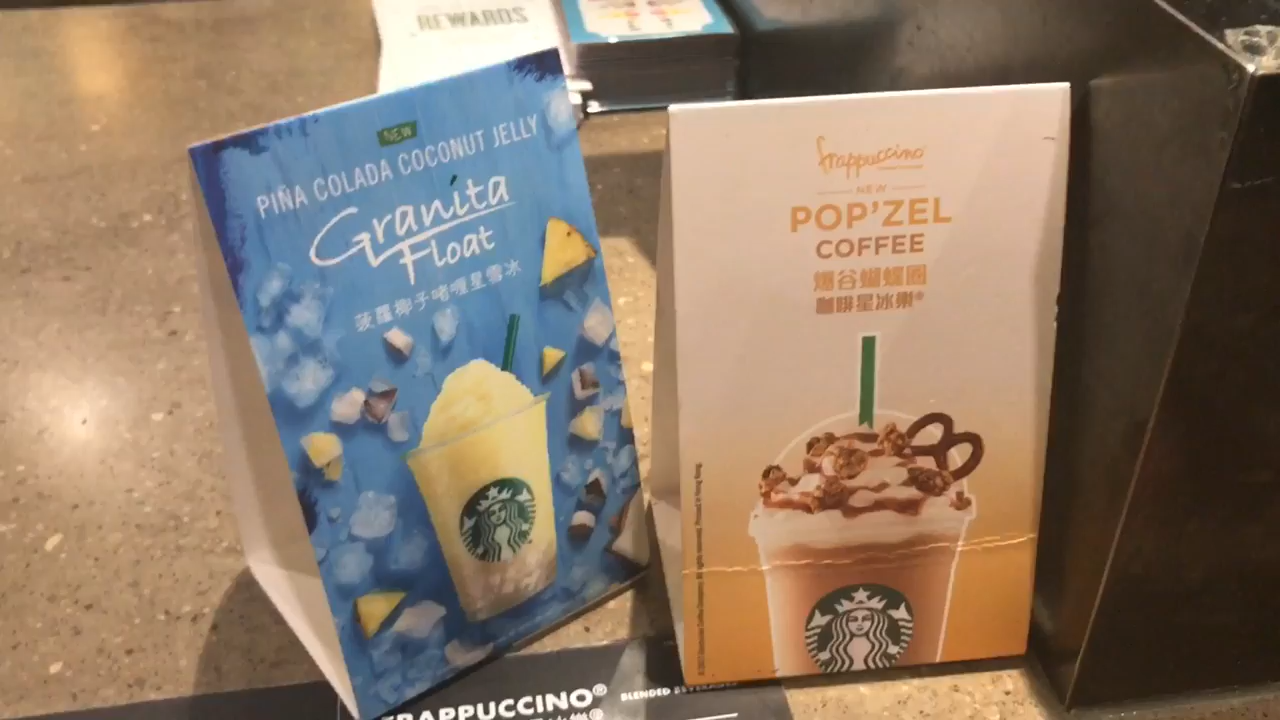 REWARDS
NEW
PIÑA COLADA COCONUT JELLY
Granita
Float
菠蘿椰子啫喱星雪冰
frappuccino
NEW
POP'ZEL
COFFEE
爆谷蝴蝶圈
咖啡星冰樂®
FRAPPUCCINO®
BLENDED BEVERAGES